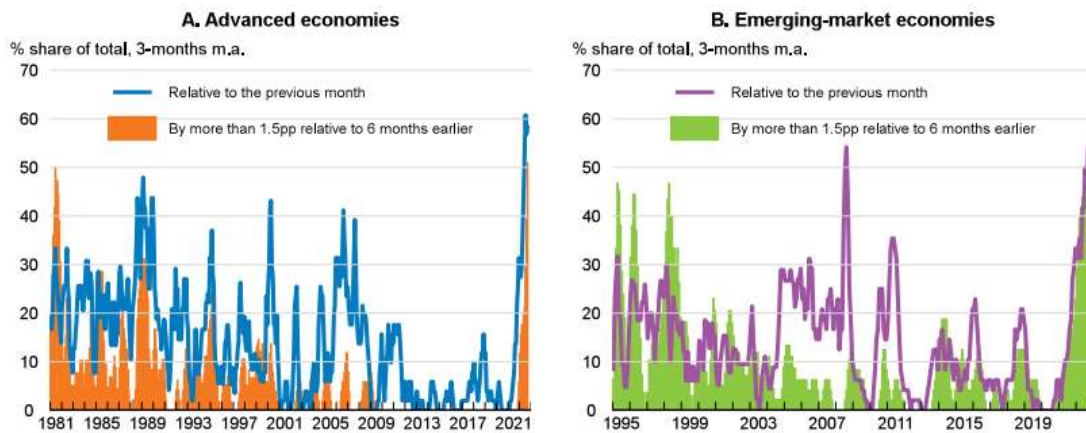 A. Advanced economies
% share of total, 3-months m.a.
70
60
50
40
30
20
10
0
Relative to the previous month
By more than 1.5pp relative to 6 months earlier
1981 1985 1989 1993 1997 2001 2005 2009 2013 2017 2021
B. Emerging-market economies
% share of total, 3-months m.a.
70
60
50
40
30
20
10
0
Relative to the previous month
By more than 1.5pp relative to 6 months earlier
1995 1999 2003 2007 2011 2015 2019